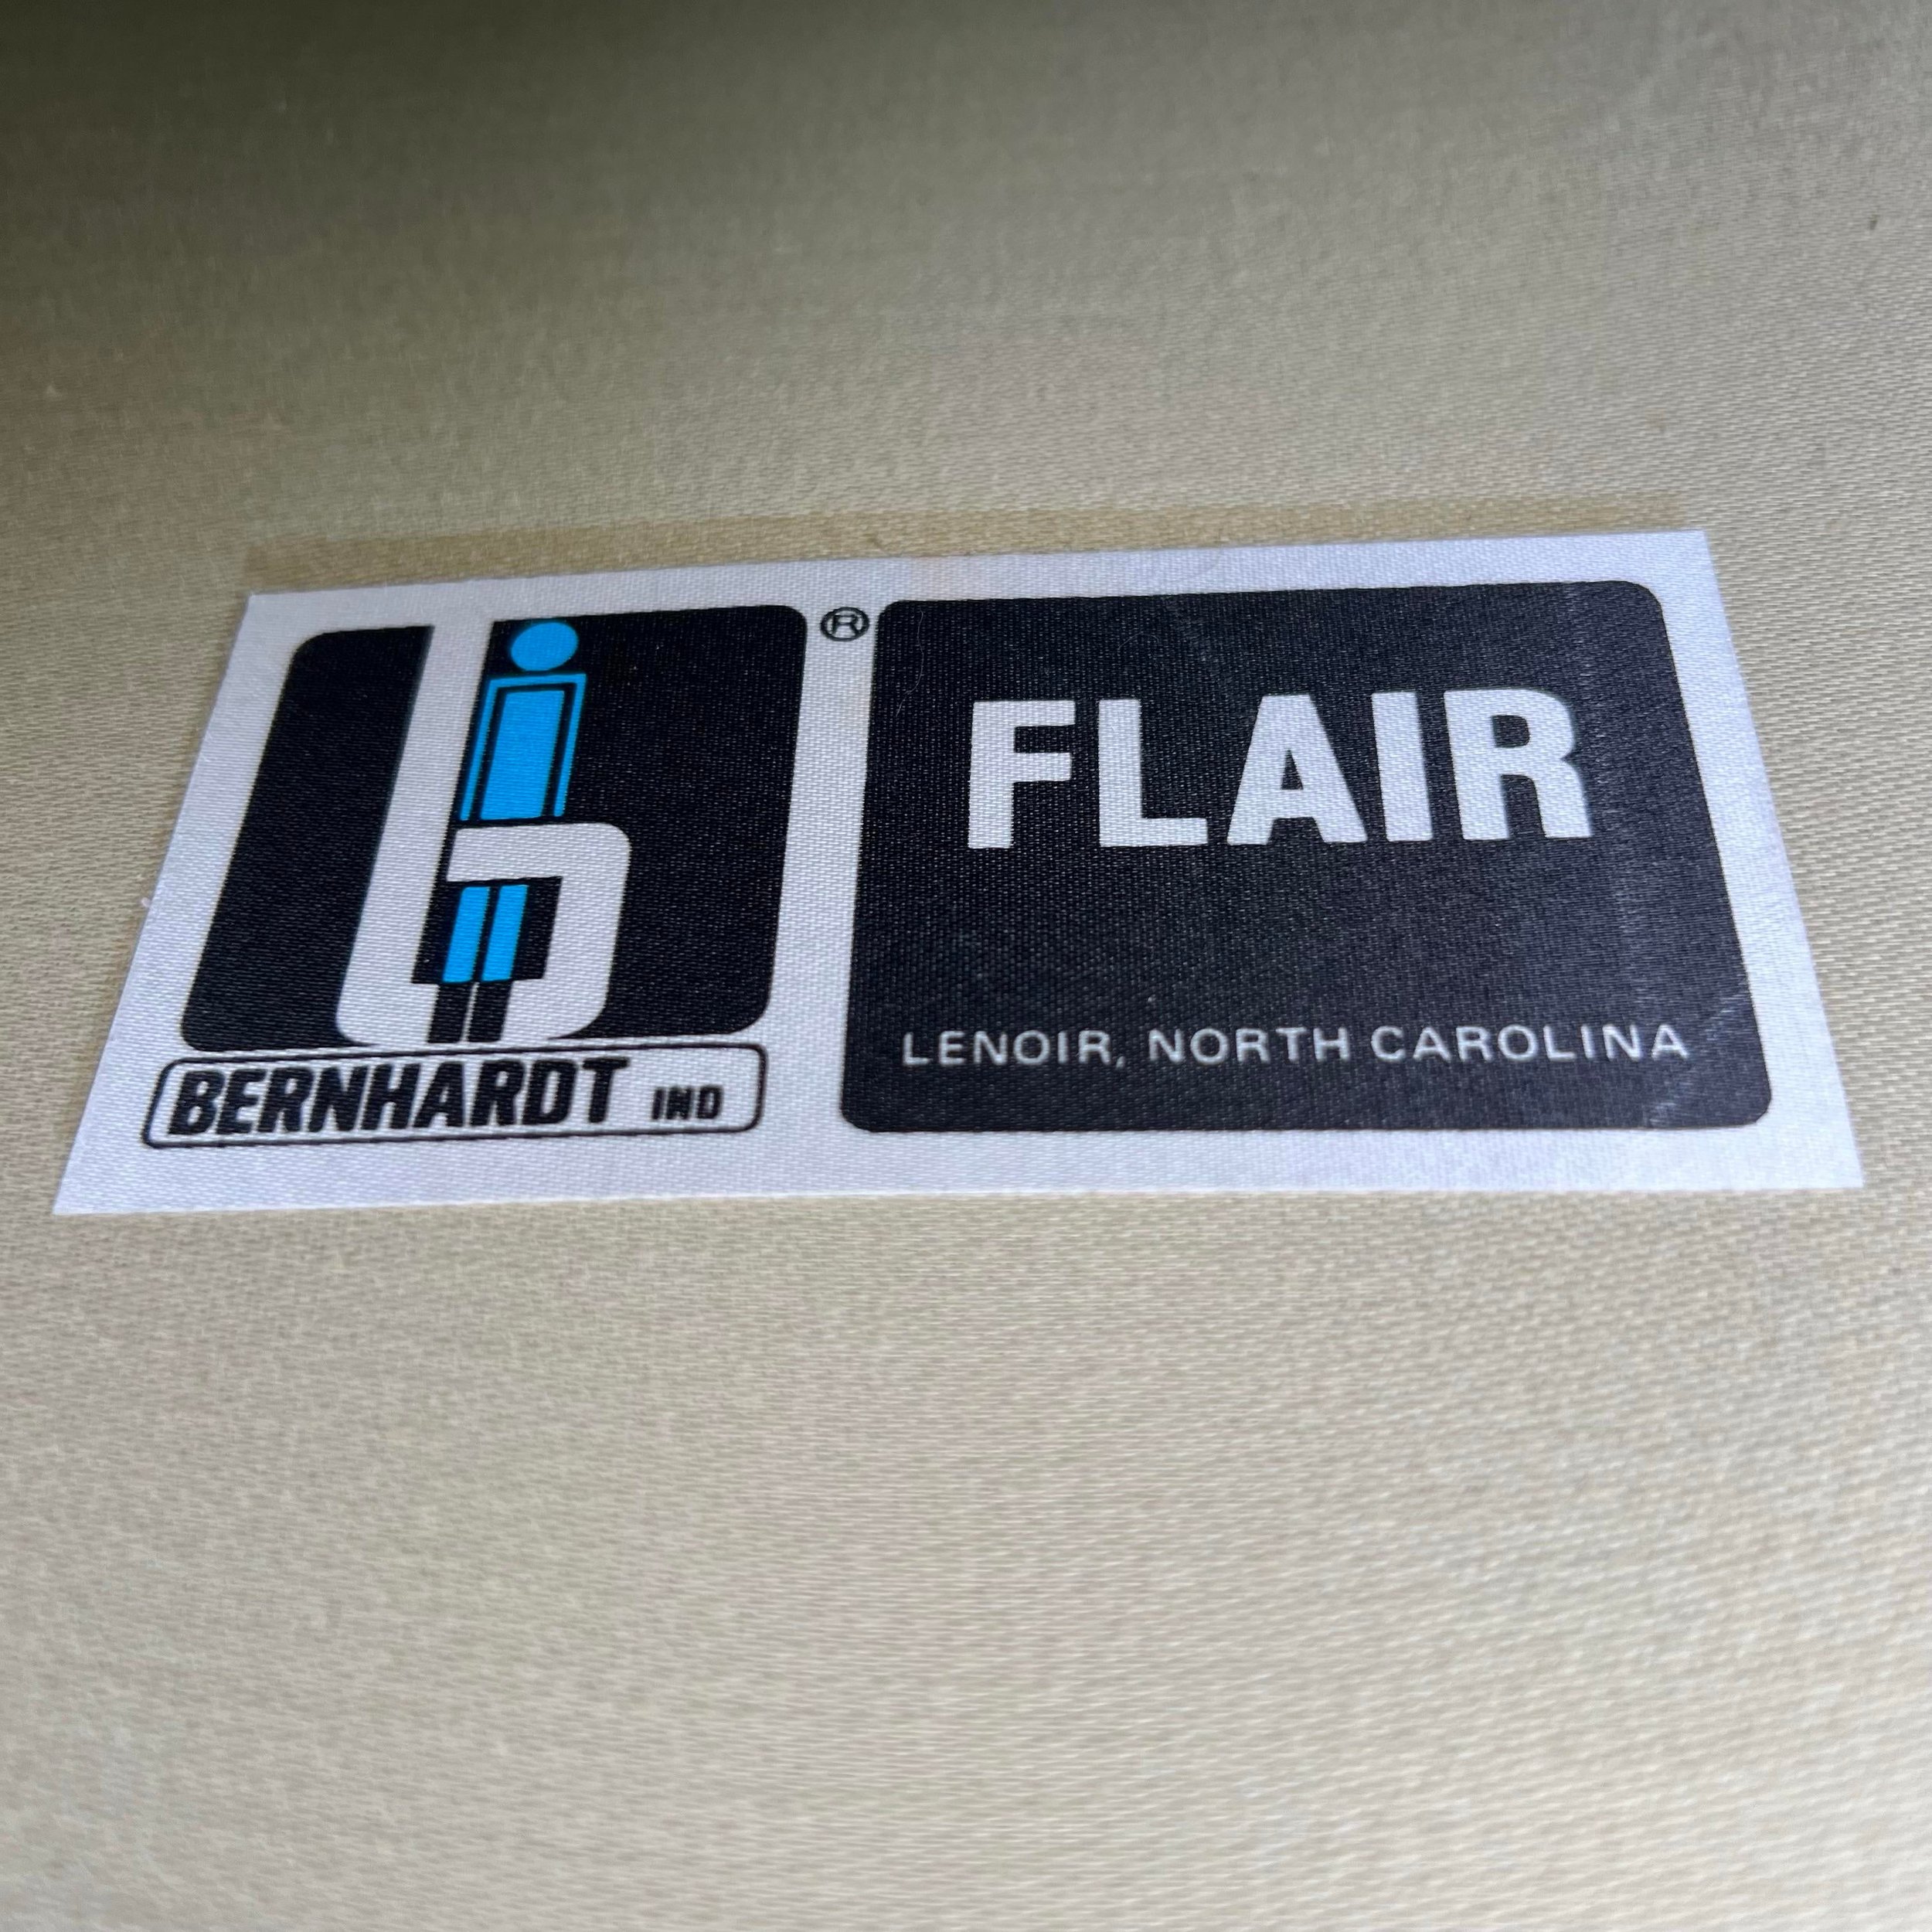 ®
BERNHARDT IND
FLAIR
LENOIR, NORTH CAROLINA